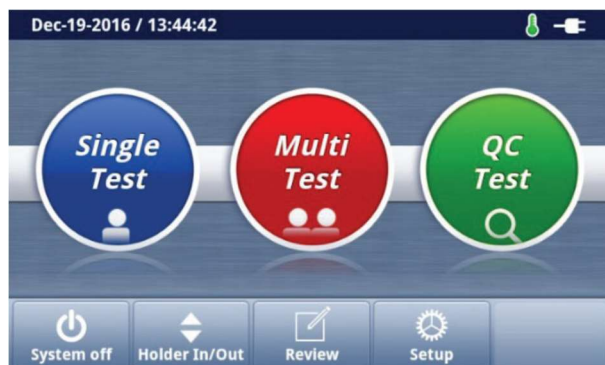 Dec-19-2016 / 13:44:42
Single
Test
Multi
Test
QC
Test
System off
Holder In/Out
Review
Setup